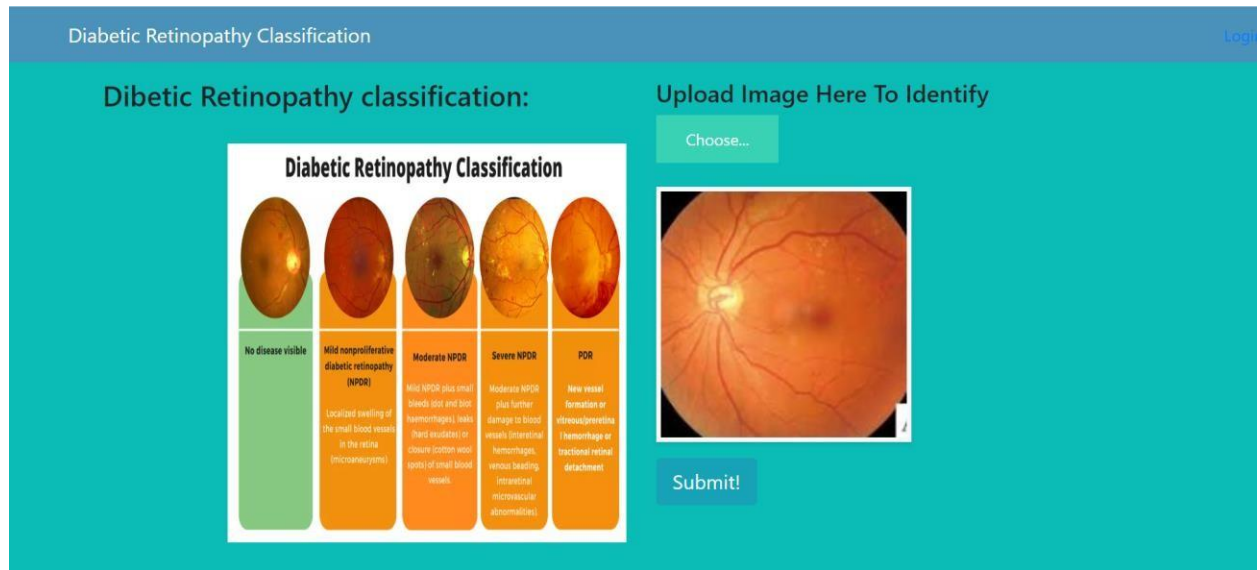 Diabetic Retinopathy Classification
Login
Dibetic Retinopathy classification:
Diabetic Retinopathy Classification
No disease visible
Mild nonproliferative
diabetic retinopathy
(NPDR)
Localized swelling of
the small blood vessels
in the retina
(microaneurysms)
Moderate NPDR
Mild NPDR plus small
bleeds (dot and blot
haemorrhages), leaks
(hard exudates) or
closure (cotton wool
spots) of small blood
vessels.
Severe NPDR
Moderate NPDR
plus further
damage to blood
vessels (interetinal
hemorrhages,
venous beading,
intraretinal
microvascular
abnormalities).
PDR
New vessel
formation or
vitreous/preretina
l hemorrhage or
tractional retinal
detachment
Upload Image Here To Identify
Choose...
Submit!